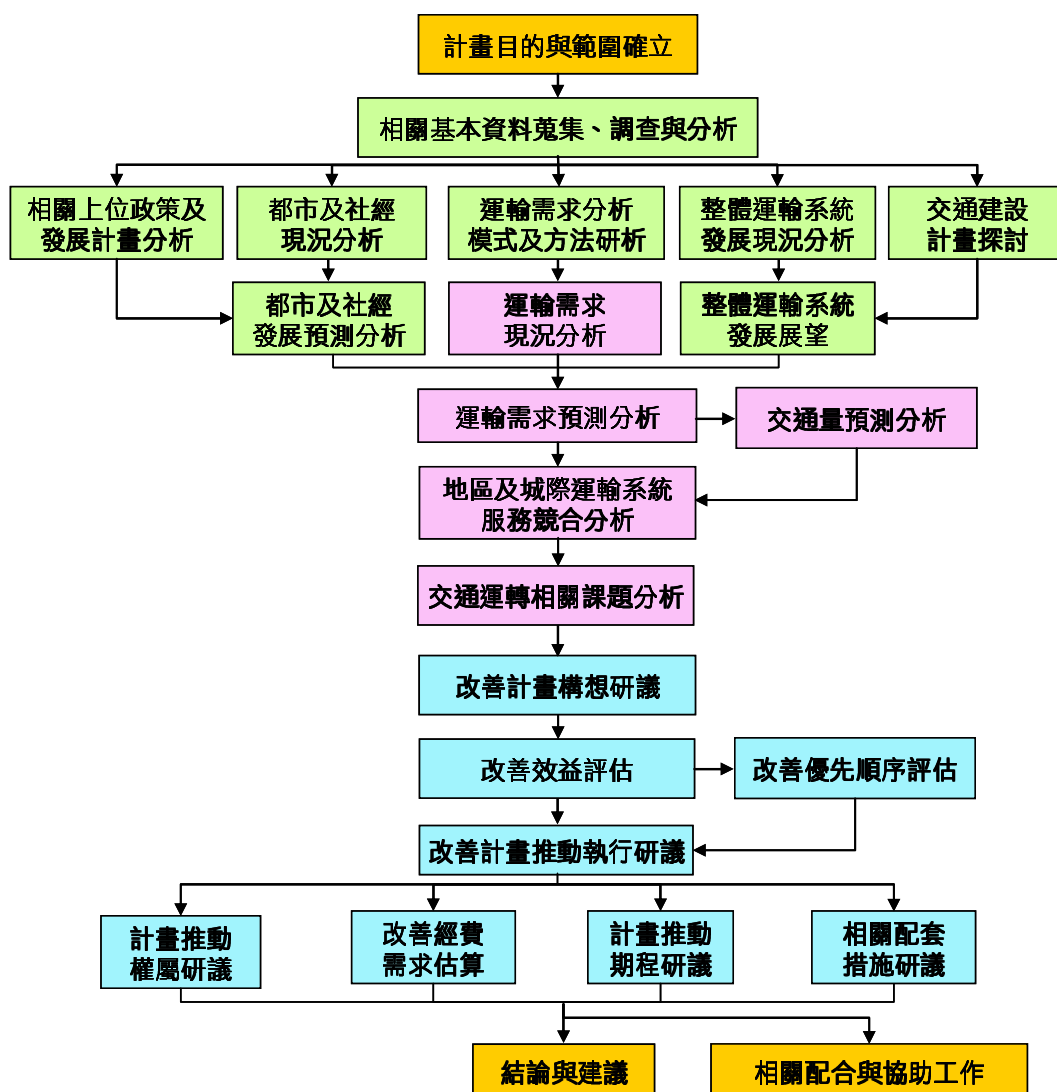 計畫目的與範圍確立
相關基本資料蒐集、調查與分析
相關上位政策及
發展計畫分析
都市及社經
現況分析
運輸需求分析
模式及方法研析
整體運輸系統
發展現況分析
交通建設
計畫探討
都市及社經
發展預測分析
運輸需求
現況分析
整體運輸系統
發展展望
運輸需求預測分析
交通量預測分析
地區及城際運輸系統
服務競合分析
交通運轉相關課題分析
改善計畫構想研議
改善效益評估
改善優先順序評估
改善計畫推動執行研議
計畫推動
權屬研議
改善經費
需求估算
計畫推動
期程研議
相關配套
措施研議
結論與建議
相關配合與協助工作